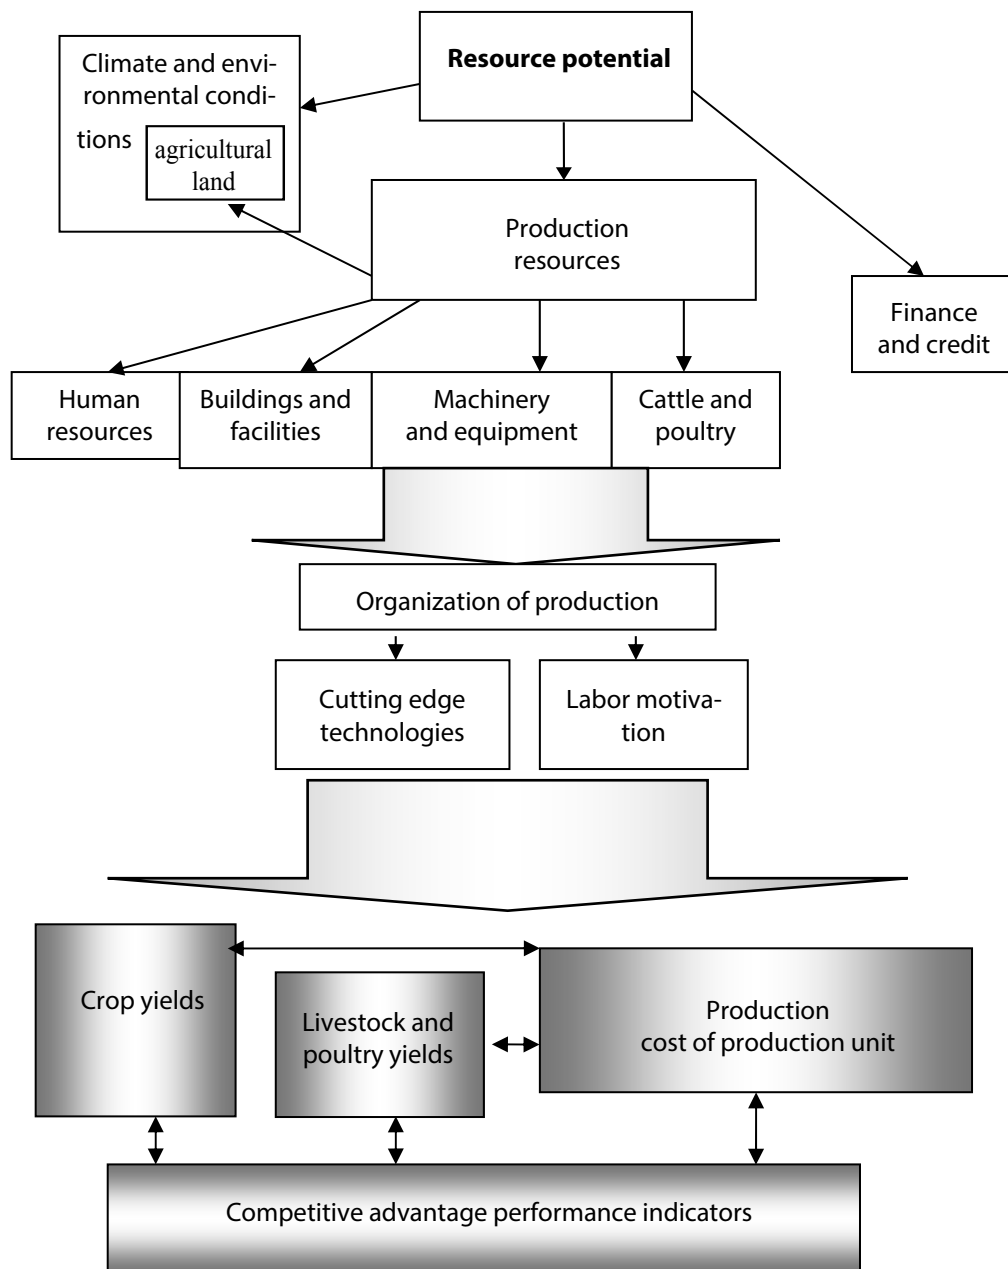 Resource potential
Climate and envi-
ronmental condi-
tions
agricultural
land
Production
resources
Finance
and credit
Human
resources
Buildings and
facilities
Machinery
and equipment
Cattle and
poultry
Organization of production
Cutting edge
technologies
Labor motiva-
tion
Crop yields
Livestock and
poultry yields
Production
cost of production unit
Competitive advantage performance indicators